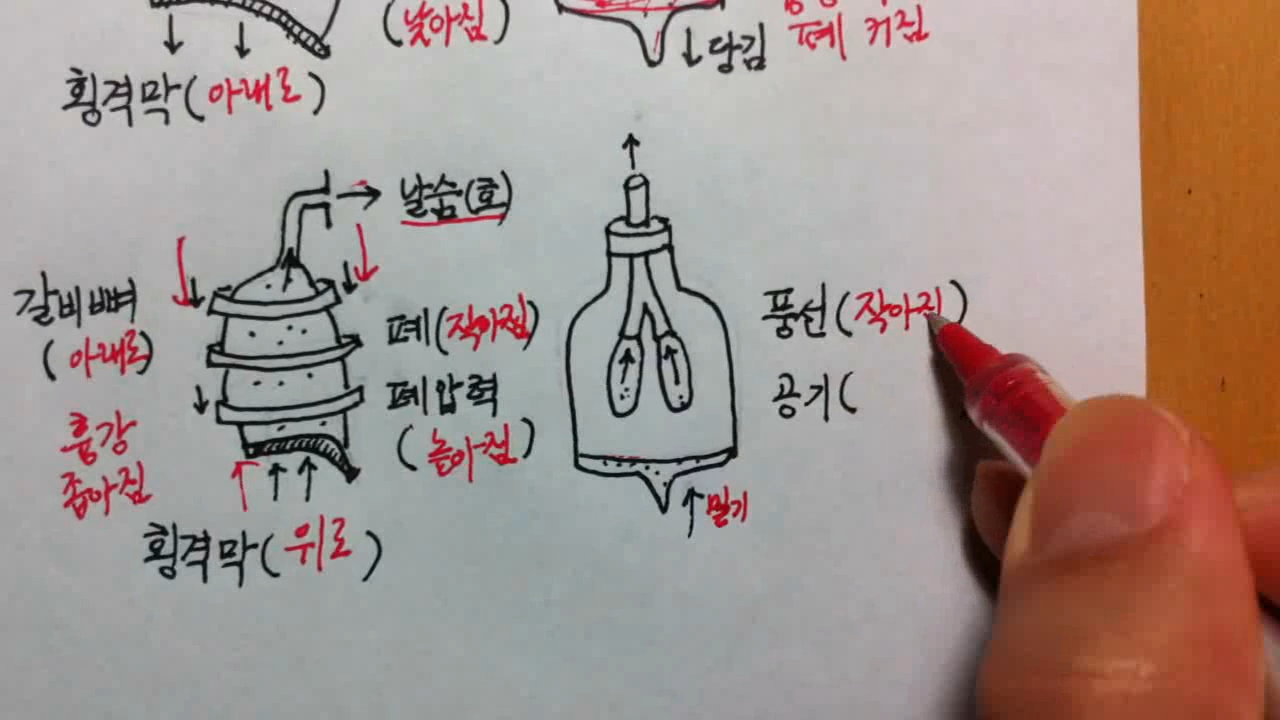 (낮아짐)
↓당김
폐 커짐
횡격막(아래로)
날숨(호)
갈비뼈
(아래로)
폐(작아짐)
폐압력
(높아짐)
흉강
좁아짐
횡격막(위로)
풍선(작아지)
공기(
↑밀기